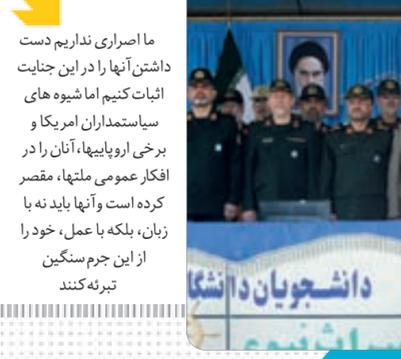 ما اصراری نداریم دست
داشتن آنها را در این جنایت
اثبات کنیم اما شیوه های
سیاستمداران امریکا و
برخی اروپاییها، آنان را در
افکار عمومی ملتها، مقصر
کرده است و آنها باید نه با
زبان، بلکه با عمل، خود را
از این جرم سنگین
تبرئه کنند
دانشجویان دانشگا